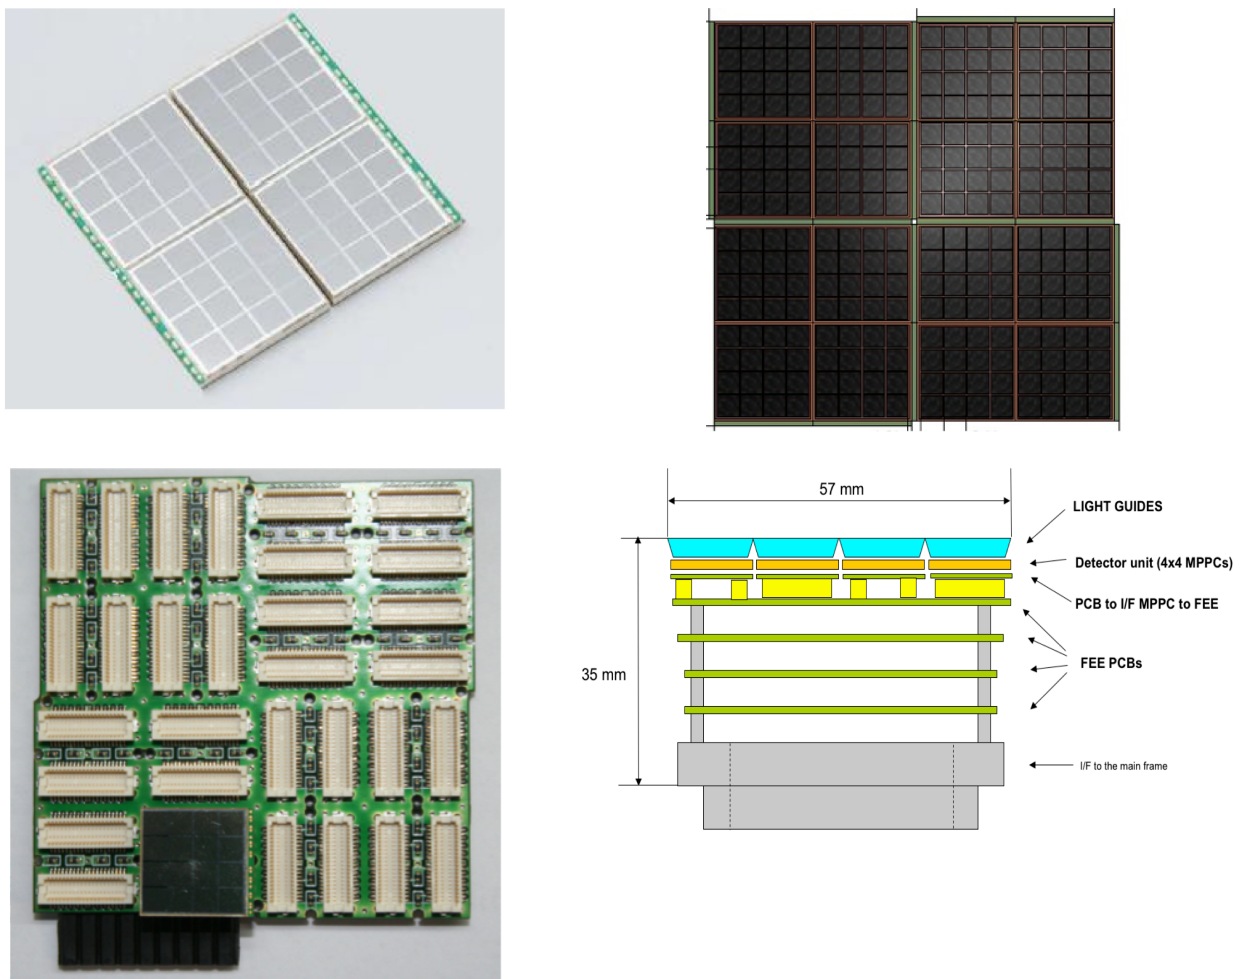 57 mm
LIGHT GUIDES
Detector unit (4x4 MPPCs)
PCB to I/F MPPC to FEE
FEE PCBs
35 mm
I/F to the main frame